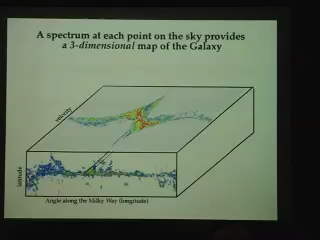 A spectrum at each point on the sky provides
a 3-dimensional map of the Galaxy
velocity
latitude
Angle along the Milky Way (longitude)